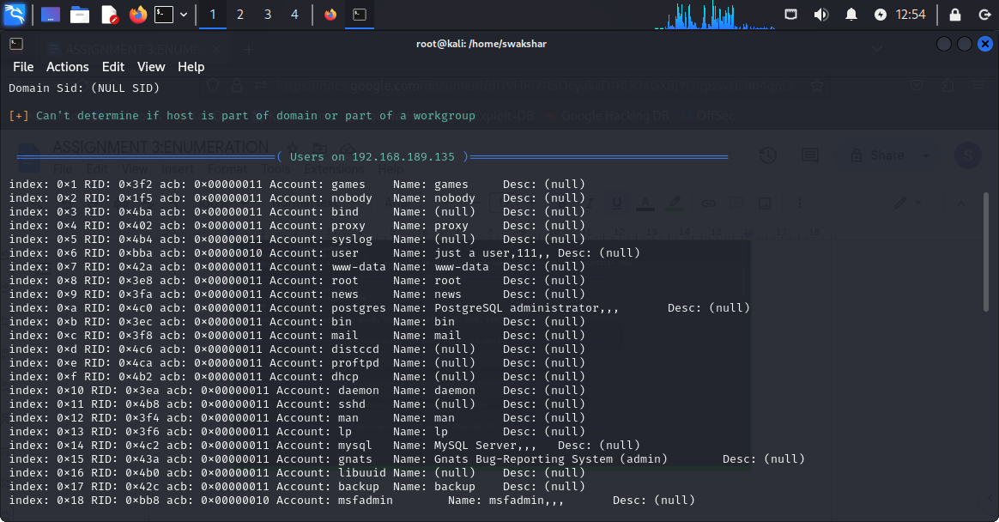 1 2 3 4 12:54
root@kali: /home/swakshar
File Actions Edit View Help
Domain Sid: (NULL SID)
[+] Can't determine if host is part of domain or part of a workgroup
ASSIGNMENT 3:ENUMERATION
( Users on 192.168.189.135 )
index: 0×1 RID: 0×3f2 acb: 0×00000011 Account: games Name: games Desc: (null)
index: 0×2 RID: 0×1f5 acb: 0×00000011 Account: nobody Name: nobody Desc: (null)
index: 0×3 RID: 0×4ba acb: 0×00000011 Account: bind Name: (null) Desc: (null)
index: 0×4 RID: 0×402 acb: 0×00000011 Account: proxy Name: proxy Desc: (null)
index: 0×5 RID: 0×4b4 acb: 0×00000011 Account: syslog Name: (null) Desc: (null)
index: 0×6 RID: 0×bba acb: 0×00000010 Account: user Name: just a user,111,, Desc: (null)
index: 0×7 RID: 0×42a acb: 0×00000011 Account: www-data Name: www-data Desc: (null)
index: 0×8 RID: 0×3e8 acb: 0×00000011 Account: root Name: root Desc: (null)
index: 0×9 RID: 0×3fa acb: 0×00000011 Account: news Name: news Desc: (null)
index: 0×a RID: 0×4c0 acb: 0×00000011 Account: postgres Name: PostgreSQL administrator,,, Desc: (null)
index: 0×b RID: 0×3ec acb: 0×00000011 Account: bin Name: bin Desc: (null)
index: 0×c RID: 0×3f8 acb: 0×00000011 Account: mail Name: mail Desc: (null)
index: 0×d RID: 0×4c6 acb: 0×00000011 Account: distccd Name: (null) Desc: (null)
index: 0×e RID: 0×4ca acb: 0×00000011 Account: proftpd Name: (null) Desc: (null)
index: 0×f RID: 0×4b2 acb: 0×00000011 Account: dhcp Name: (null) Desc: (null)
index: 0×10 RID: 0×3ea acb: 0×00000011 Account: daemon Name: daemon Desc: (null)
index: 0×11 RID: 0×4b8 acb: 0×00000011 Account: sshd Name: (null) Desc: (null)
index: 0×12 RID: 0×3f4 acb: 0×00000011 Account: man Name: man Desc: (null)
index: 0×13 RID: 0×3f6 acb: 0×00000011 Account: lp Name: lp Desc: (null)
index: 0×14 RID: 0×4c2 acb: 0×00000011 Account: mysql Name: MySQL Server,,, Desc: (null)
index: 0×15 RID: 0×43a acb: 0×00000011 Account: gnats Name: Gnats Bug-Reporting System (admin) Desc: (null)
index: 0×16 RID: 0×4b0 acb: 0×00000011 Account: libuuid Name: (null) Desc: (null)
index: 0×17 RID: 0×42c acb: 0×00000011 Account: backup Name: backup Desc: (null)
index: 0×18 RID: 0×bb8 acb: 0×00000010 Account: msfadmin Name: msfadmin,,, Desc: (null)